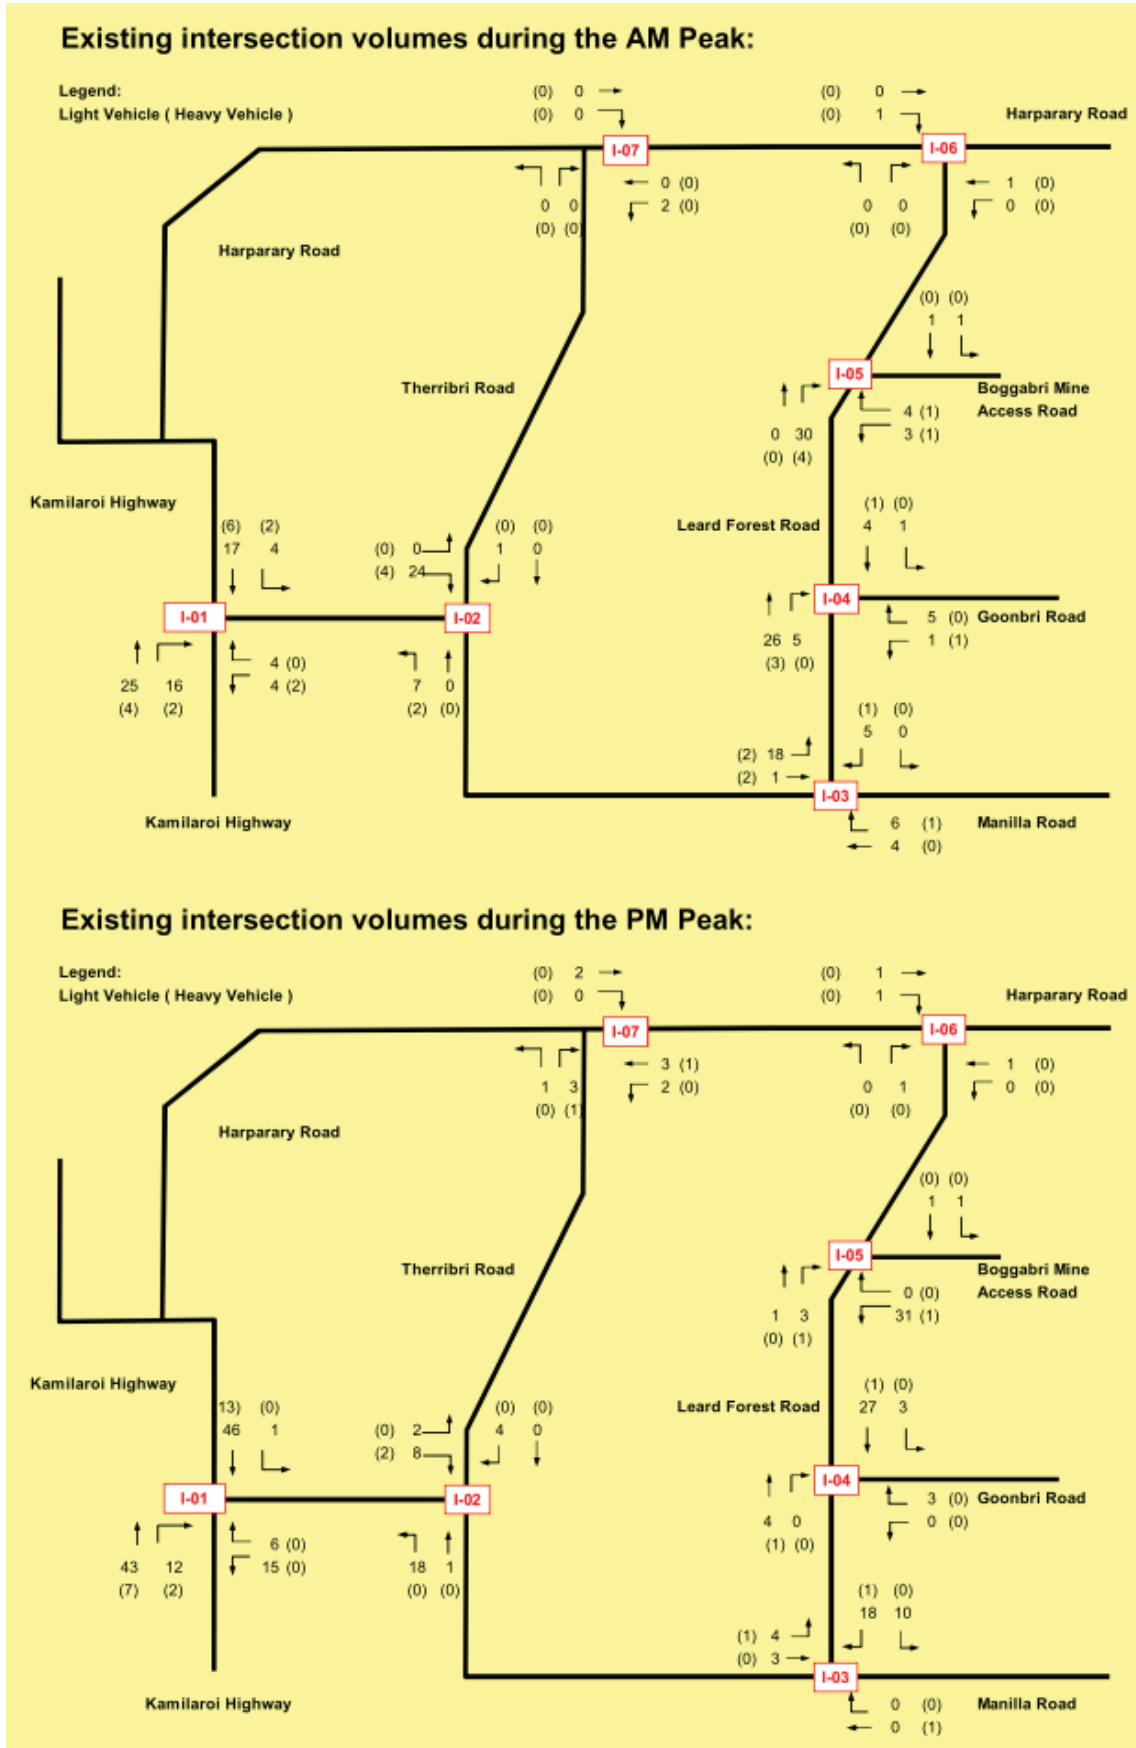 Existing intersection volumes during the AM Peak:
Legend:
Light Vehicle ( Heavy Vehicle )
(0) 0
(0) 0
(0) 0
(0) 1
Harparary Road
I-07
I-06
0 (0)
2 (0)
0 0
(0) (0)
1 (0)
0 (0)
0 0
(0) (0)
Harparary Road
(0) (0)
1 1
Therribri Road
I-05
Boggabri Mine
Access Road
4 (1)
3 (1)
0 30
(0) (4)
Kamilaroi Highway
(6) (2)
17 4
(0) 0
(4) 24
(0) (0)
1 0
Leard Forest Road
(1) (0)
4 1
I-01
I-02
I-04
5 (0)
1 (1)
Goonbri Road
26 5
(3) (0)
4 (0)
4 (2)
25 16
(4) (2)
7 0
(2) (0)
(1) (0)
5 0
(2) 18
(2) 1
I-03
Kamilaroi Highway
6 (1)
4 (0)
Manilla Road
Existing intersection volumes during the PM Peak:
Legend:
Light Vehicle ( Heavy Vehicle )
(0) 2
(0) 0
(0) 1
(0) 1
Harparary Road
I-07
I-06
3 (1)
2 (0)
1 3
(0) (1)
1 (0)
0 (0)
0 1
(0) (0)
Harparary Road
(0) (0)
1 1
Therribri Road
I-05
Boggabri Mine
Access Road
0 (0)
31 (1)
1 3
(0) (1)
Kamilaroi Highway
13) (0)
46 1
(0) 2
(2) 8
(0) (0)
4 0
Leard Forest Road
(1) (0)
27 3
I-01
I-02
I-04
3 (0)
0 (0)
Goonbri Road
4 0
(1) (0)
6 (0)
15 (0)
43 12
(7) (2)
18 1
(0) (0)
(1) (0)
18 10
(1) 4
(0) 3
I-03
Kamilaroi Highway
0 (0)
0 (1)
Manilla Road